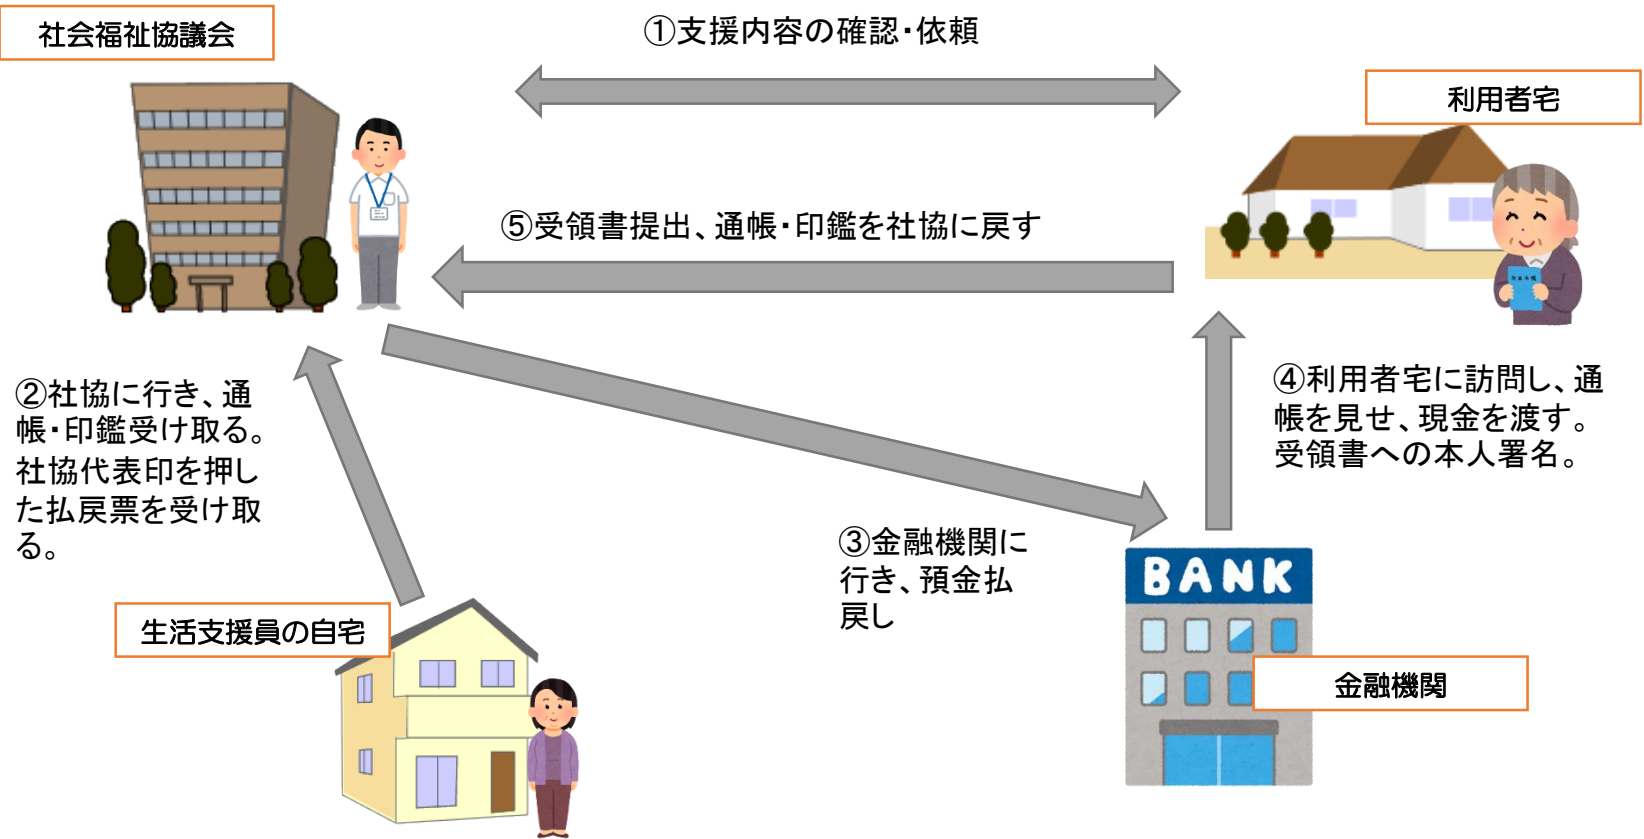 社会福祉協議会
①支援内容の確認・依頼
利用者宅
⑤受領書提出、通帳・印鑑を社協に戻す
②社協に行き、通
帳・印鑑受け取る。
社協代表印を押し
た払戻票を受け取
る。
④利用者宅に訪問し、通
帳を見せ、現金を渡す。
受領書への本人署名。
③金融機関に
行き、預金払
戻し
BANK
生活支援員の自宅
金融機関